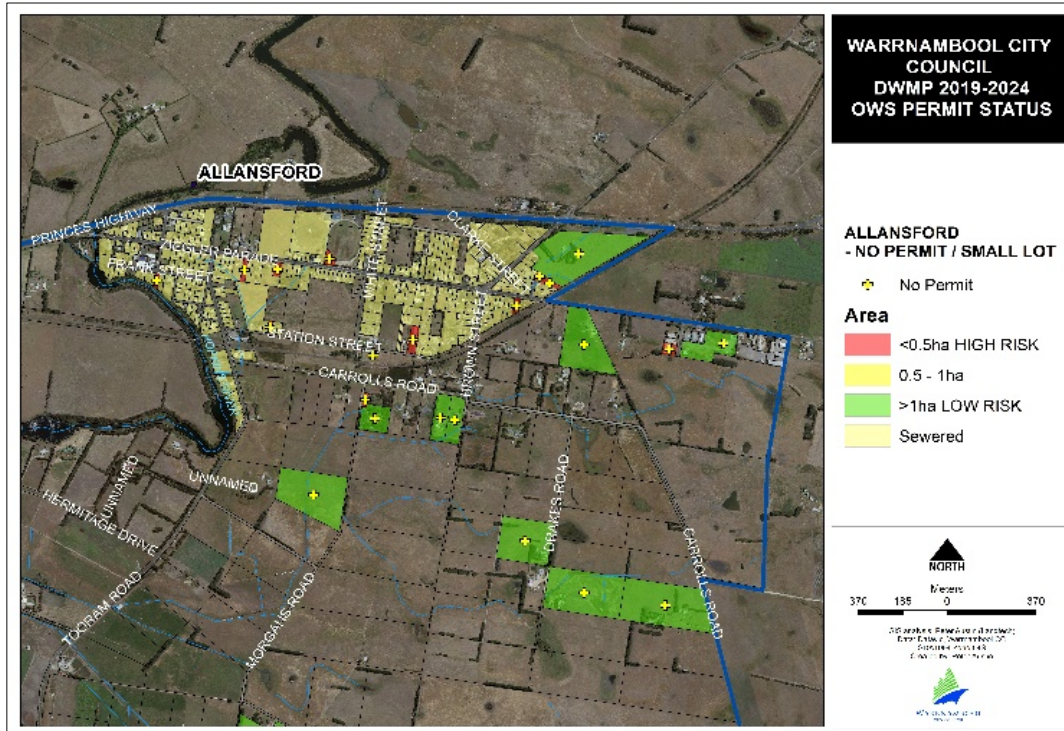 WARRNAMBOOL CITY
COUNCIL
DWMP 2019-2024
OWS PERMIT STATUS
ALLANSFORD
- NO PERMIT / SMALL LOT
No Permit
Area
<0.5ha HIGH RISK
0.5 - 1ha
>1ha LOW RISK
Sewered
NORTH
Meters
370 185 0 370
ALLANSFORD
PRINCES HIGHWAY
ZIEGLER PARADE
FRANK STREET
WHITE STREET
STREET
BROWN STREET
STATION STREET
CARROLLS ROAD
UNNAMED
UNNAMED
HERMITAGE DRIVE
TOORAM ROAD
MORGANS ROAD
DRAKES ROAD
CARROLLS ROAD